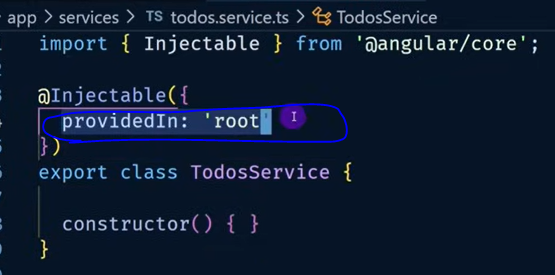 app > services > TS todos.service.ts > TodosService
import { Injectable } from '@angular/core';
2
@Injectable({
providedIn: 'root'
})
export class TodosService {
constructor() { }
}